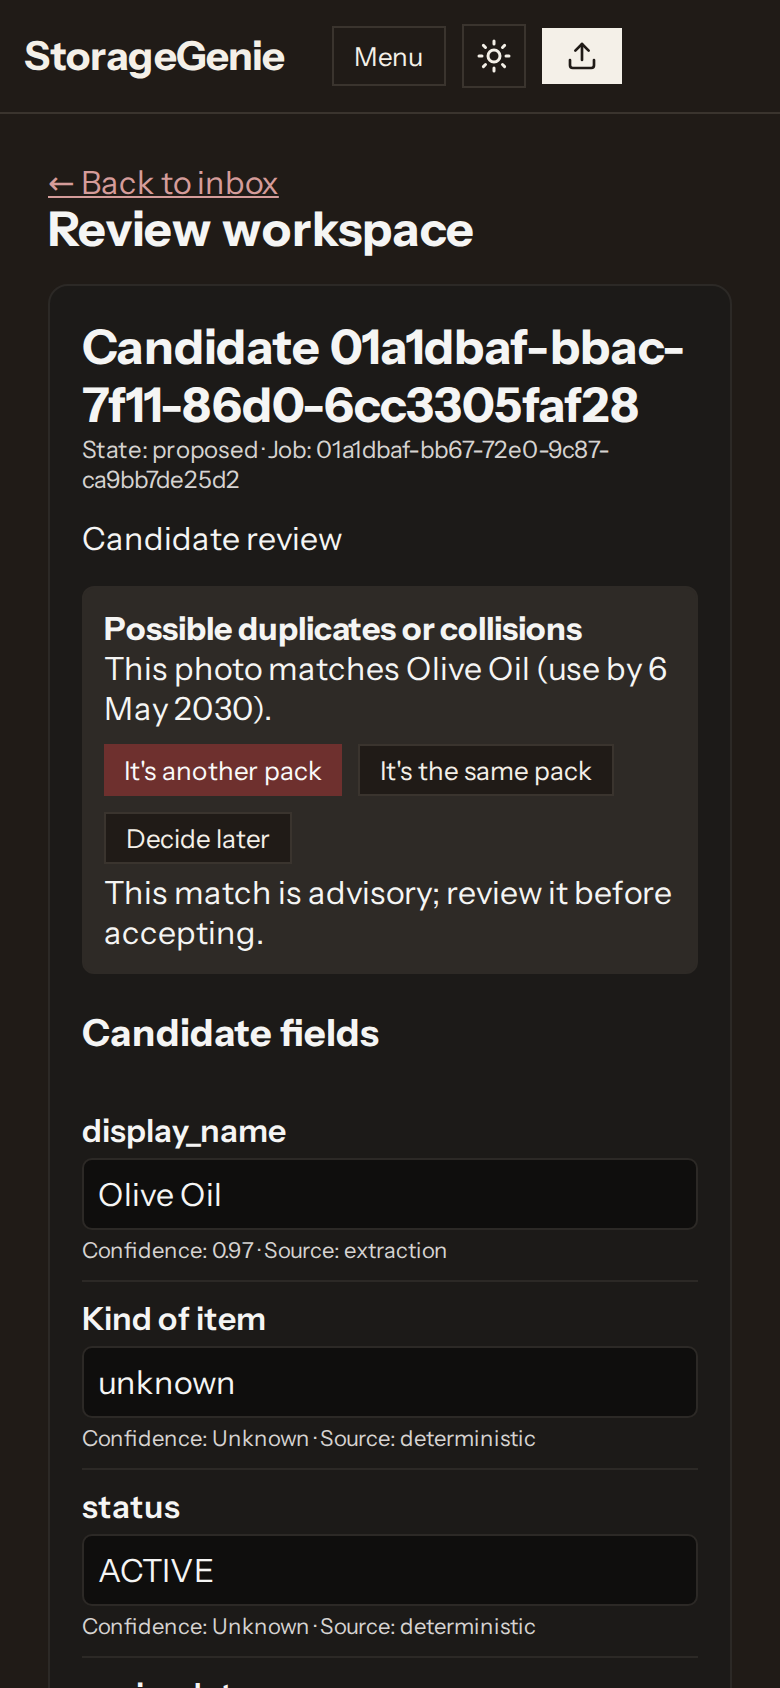 StorageGenie
Menu
← Back to inbox
Review workspace
Candidate 01a1dbaf-bbac-
7f11-86d0-6cc3305faf28
State: proposed · Job: 01a1dbaf-bb67-72e0-9c87-
ca9bb7de25d2
Candidate review
Possible duplicates or collisions
This photo matches Olive Oil (use by 6
May 2030).
It's another pack
It's the same pack
Decide later
This match is advisory; review it before
accepting.
Candidate fields
display_name
Olive Oil
Confidence: 0.97 · Source: extraction
Kind of item
unknown
Confidence: Unknown · Source: deterministic
status
ACTIVE
Confidence: Unknown · Source: deterministic